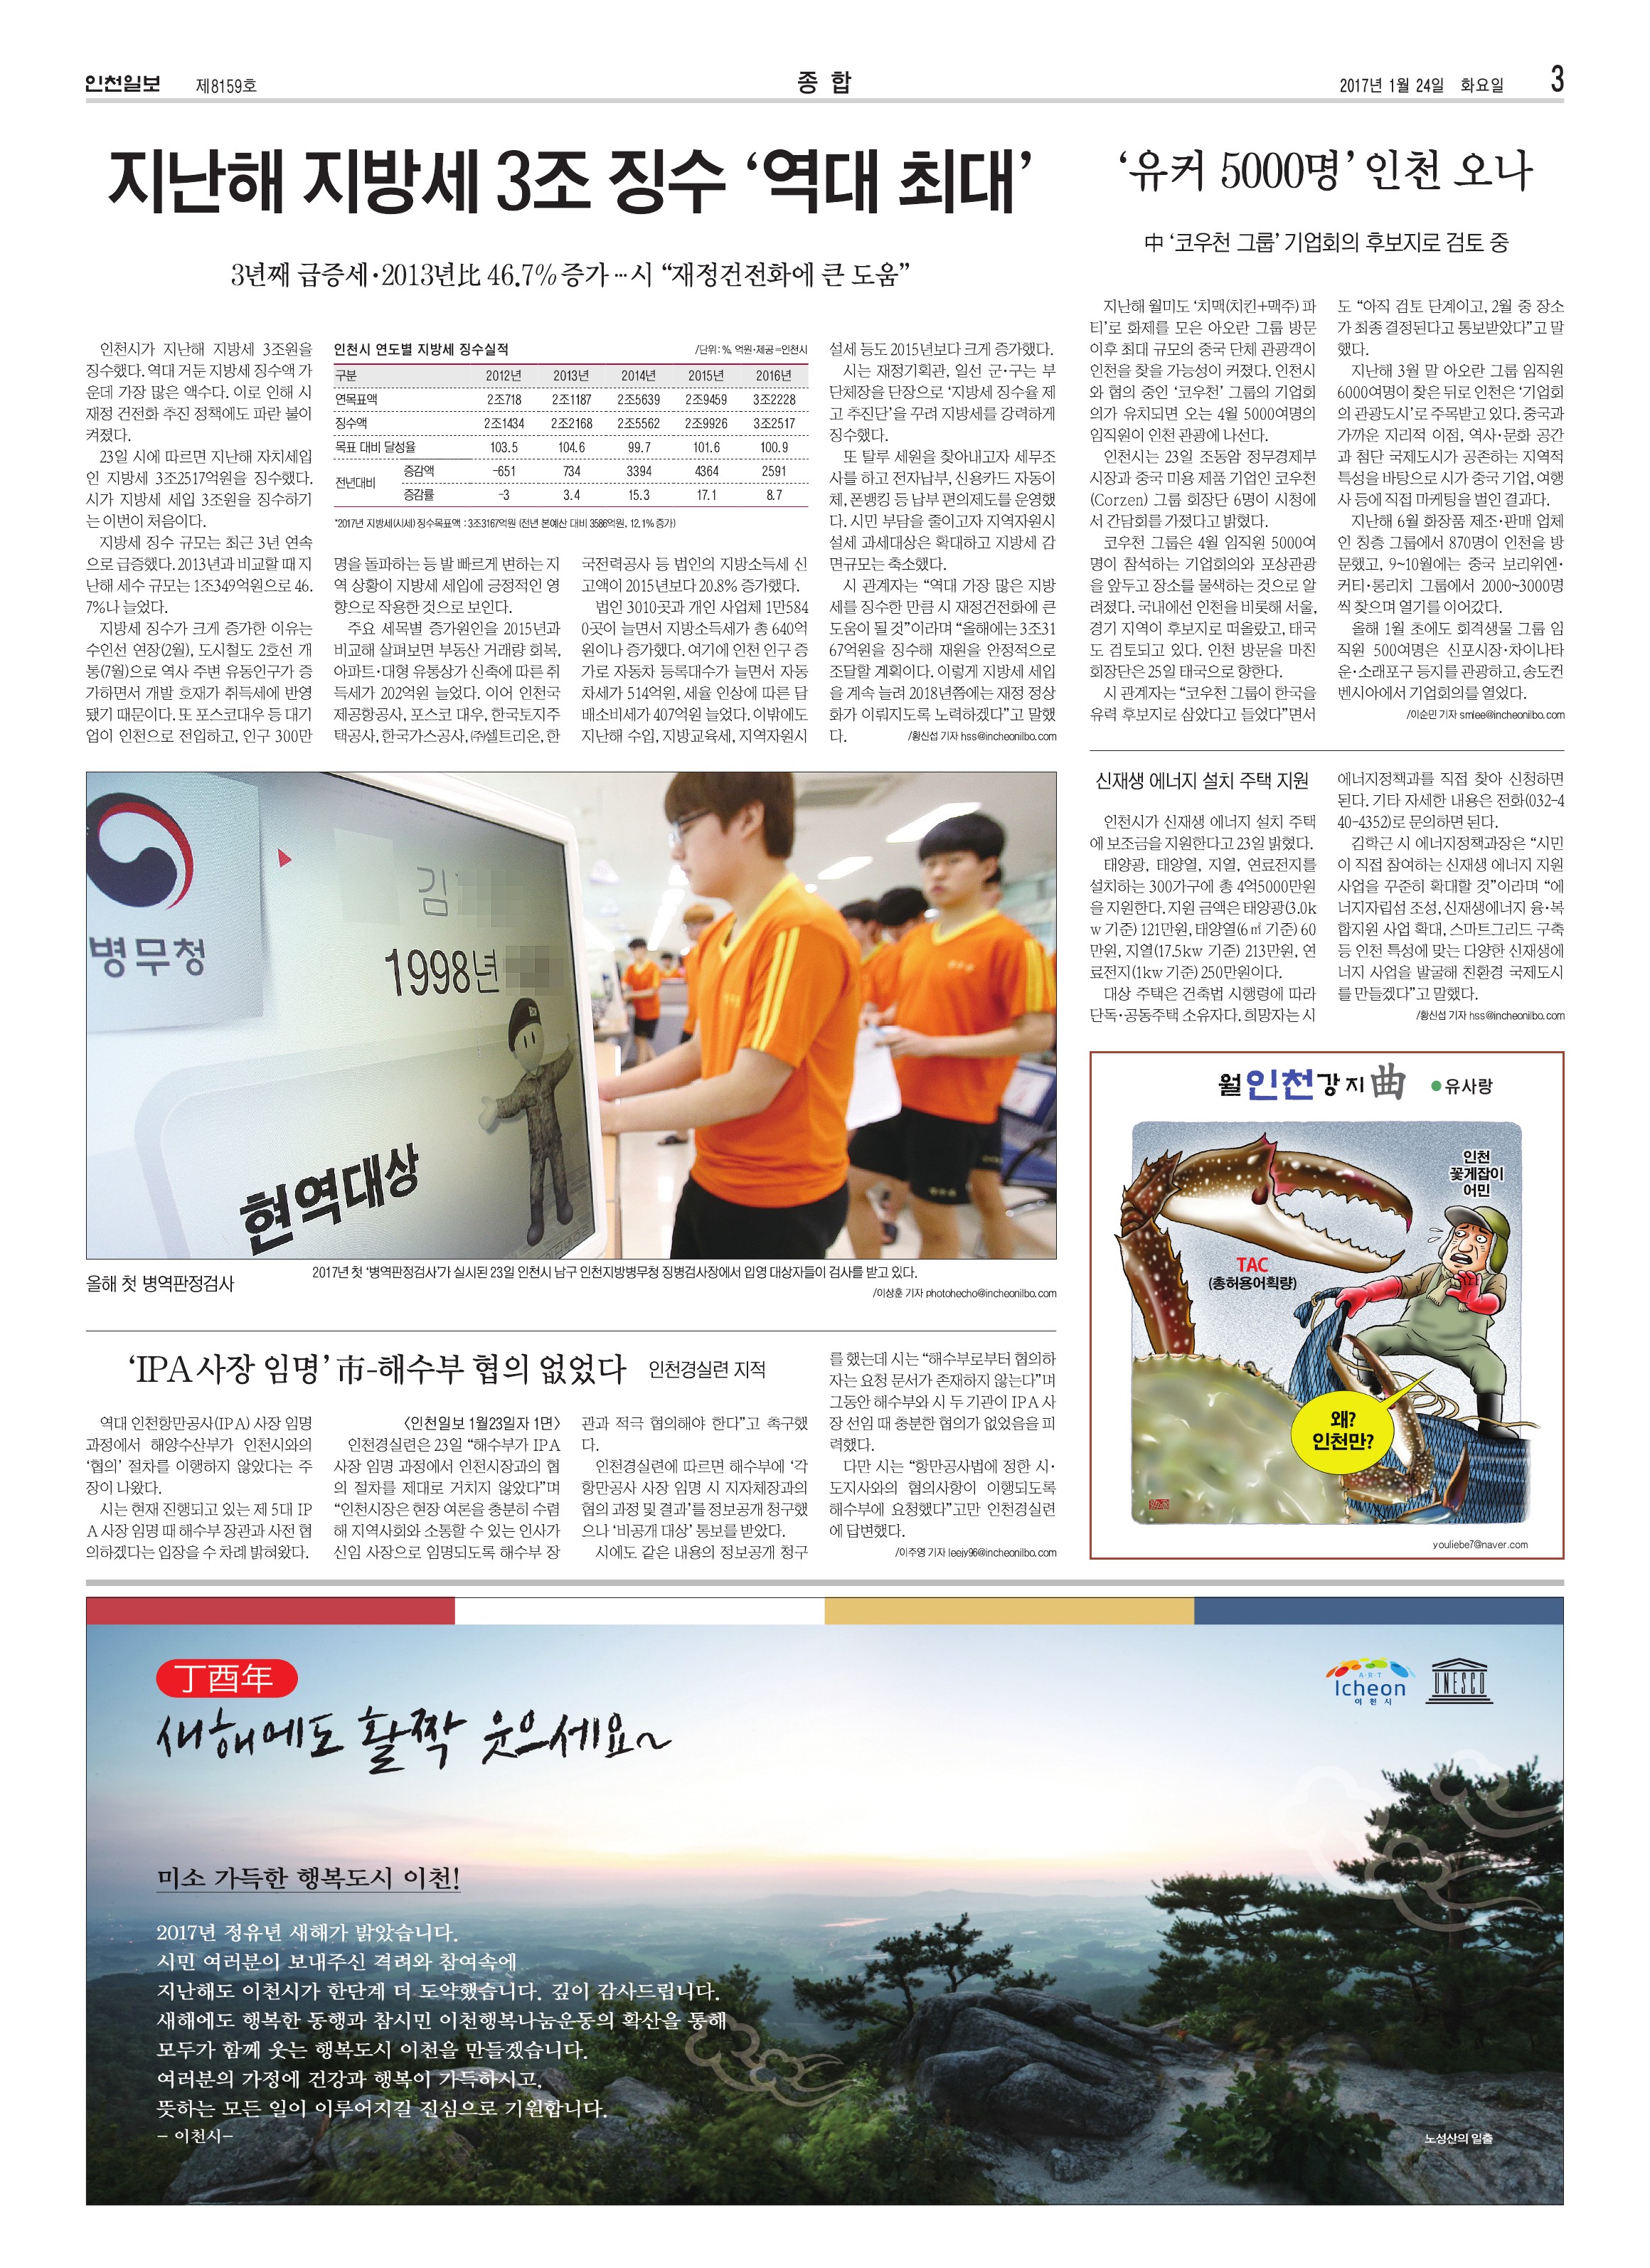 인천일보
제8159호
종 합
2017년 1월 24일 화요일
3
지난해 지방세 3조 징수 ‘역대 최대’
3년째 급증세·2013년比 46.7% 증가…시 “재정건전화에 큰 도움”
인천시가 지난해 지방세 3조원을
징수했다. 역대 거둔 지방세 징수액 가
운데 가장 많은 액수다. 이로 인해 시
재정 건전화 추진 정책에도 파란 불이
켜졌다.
23일 시에 따르면 지난해 자치세입
인 지방세 3조2517억원을 징수했다.
시가 지방세 세입 3조원을 징수하기
는 이번이 처음이다.
지방세 징수 규모는 최근 3년 연속
으로 급증했다. 2013년과 비교할 때 지
난해 세수 규모는 1조349억원으로 46.
7%나 늘었다.
지방세 징수가 크게 증가한 이유는
수인선 연장(2월), 도시철도 2호선 개
통(7월)으로 역사 주변 유동인구가 증
가하면서 개발 호재가 취득세에 반영
됐기 때문이다. 또 포스코대우 등 대기
업이 인천으로 전입하고, 인구 300만
인천시 연도별 지방세 징수실적
/단위: %, 억원·제공=인천시
구분 2012년 2013년 2014년 2015년 2016년
연목표액 2조718 2조1187 2조5639 2조9459 3조2228
징수액 2조1434 2조2168 2조5562 2조9926 3조2517
목표 대비 달성율 103.5 104.6 99.7 101.6 100.9
전년대비 증감액 -651 734 3394 4364 2591
증감률 -3 3.4 15.3 17.1 8.7
*2017년 지방세(시세) 징수목표액 : 3조3167억원 (전년 본예산 대비 3586억원, 12.1% 증가)
명을 돌파하는 등 발 빠르게 변하는 지
역 상황이 지방세 세입에 긍정적인 영
향으로 작용한 것으로 보인다.
주요 세목별 증가원인을 2015년과
비교해 살펴보면 부동산 거래량 회복,
아파트·대형 유통상가 신축에 따른 취
득세가 202억원 늘었다. 이어 인천국
제공항공사, 포스코 대우, 한국토지주
택공사, 한국가스공사, ㈜셀트리온, 한
국전력공사 등 법인의 지방소득세 신
고액이 2015년보다 20.8% 증가했다.
법인 3010곳과 개인 사업체 1만584
0곳이 늘면서 지방소득세가 총 640억
원이나 증가했다. 여기에 인천 인구 증
가로 자동차 등록대수가 늘면서 자동
차세가 514억원, 세율 인상에 따른 담
배소비세가 407억원 늘었다. 이밖에도
지난해 수입, 지방교육세, 지역자원시
설세 등도 2015년보다 크게 증가했다.
시는 재정기획관, 일선 군·구는 부
단체장을 단장으로 ‘지방세 징수율 제
고 추진단’을 꾸려 지방세를 강력하게
징수했다.
또 탈루 세원을 찾아내고자 세무조
사를 하고 전자납부, 신용카드 자동이
체, 폰뱅킹 등 납부 편의제도를 운영했
다. 시민 부담을 줄이고자 지역자원시
설세 과세대상은 확대하고 지방세 감
면규모는 축소했다.
시 관계자는 “역대 가장 많은 지방
세를 징수한 만큼 시 재정건전화에 큰
도움이 될 것”이라며 “올해에는 3조31
67억원을 징수해 재원을 안정적으로
조달할 계획이다. 이렇게 지방세 세입
을 계속 늘려 2018년쯤에는 재정 정상
화가 이뤄지도록 노력하겠다”고 말했
다. /황신섭 기자 hss@incheonilbo.com
‘유커 5000명’ 인천 오나
中 ‘코우천 그룹’ 기업회의 후보지로 검토 중
지난해 월미도 ‘치맥(치킨+맥주) 파
티’로 화제를 모은 아오란 그룹 방문
이후 최대 규모의 중국 단체 관광객이
인천을 찾을 가능성이 커졌다. 인천시
와 협의 중인 ‘코우천’ 그룹의 기업회
의가 유치되면 오는 4월 5000여명의
임직원이 인천 관광에 나선다.
인천시는 23일 조동암 정무경제부
시장과 중국 미용 제품 기업인 코우천
(Corzen) 그룹 회장단 6명이 시청에
서 간담회를 가졌다고 밝혔다.
코우천 그룹은 4월 임직원 5000여
명이 참석하는 기업회의와 포상관광
을 앞두고 장소를 물색하는 것으로 알
려졌다. 국내에선 인천을 비롯해 서울,
경기 지역이 후보지로 떠올랐고, 태국
도 검토되고 있다. 인천 방문을 마친
회장단은 25일 태국으로 향한다.
시 관계자는 “코우천 그룹이 한국을
유력 후보지로 삼았다고 들었다”면서
도 “아직 검토 단계이고, 2월 중 장소
가 최종 결정된다고 통보받았다”고 말
했다.
지난해 3월 말 아오란 그룹 임직원
6000여명이 찾은 뒤로 인천은 ‘기업회
의 관광도시’로 주목받고 있다. 중국과
가까운 지리적 이점, 역사·문화 공간
과 첨단 국제도시가 공존하는 지역적
특성을 바탕으로 시가 중국 기업, 여행
사 등에 직접 마케팅을 벌인 결과다.
지난해 6월 화장품 제조·판매 업체
인 칭층 그룹에서 870명이 인천을 방
문했고, 9~10월에는 중국 보리위엔·
커티·롱리치 그룹에서 2000~3000명
씩 찾으며 열기를 이어갔다.
올해 1월 초에도 회격생물 그룹 임
직원 500여명은 신포시장·차이나타
운·소래포구 등지를 관광하고, 송도컨
벤시아에서 기업회의를 열었다.
/이순민 기자 smlee@incheonilbo.com
신재생 에너지 설치 주택 지원
인천시가 신재생 에너지 설치 주택
에 보조금을 지원한다고 23일 밝혔다.
태양광, 태양열, 지열, 연료전지를
설치하는 300가구에 총 4억5000만원
을 지원한다. 지원 금액은 태양광(3.0k
w 기준) 121만원, 태양열(6㎡ 기준) 60
만원, 지열(17.5kw 기준) 213만원, 연
료전지(1kw 기준) 250만원이다.
대상 주택은 건축법 시행령에 따라
단독·공동주택 소유자다. 희망자는 시
에너지정책과를 직접 찾아 신청하면
된다. 기타 자세한 내용은 전화(032-4
40-4352)로 문의하면 된다.
김학근 시 에너지정책과장은 “시민
이 직접 참여하는 신재생 에너지 지원
사업을 꾸준히 확대할 것”이라며 “에
너지자립섬 조성, 신재생에너지 융·복
합지원 사업 확대, 스마트그리드 구축
등 인천 특성에 맞는 다양한 신재생에
너지 사업을 발굴해 친환경 국제도시
를 만들겠다”고 말했다.
/황신섭 기자 hss@incheonilbo.com
병무청
김
1998년
현역대상
올해 첫 병역판정검사
2017년 첫 ‘병역판정검사’가 실시된 23일 인천시 남구 인천지방병무청 징병검사장에서 입영 대상자들이 검사를 받고 있다.
/이상훈 기자 photohecho@incheonilbo.com
‘IPA 사장 임명’ 市-해수부 협의 없었다
인천경실련 지적
역대 인천항만공사(IPA) 사장 임명
과정에서 해양수산부가 인천시와의
‘협의’ 절차를 이행하지 않았다는 주
장이 나왔다.
시는 현재 진행되고 있는 제 5대 IP
A 사장 임명 때 해수부 장관과 사전 협
의하겠다는 입장을 수 차례 밝혀왔다.
〈인천일보 1월23일자 1면〉
인천경실련은 23일 “해수부가 IPA
사장 임명 과정에서 인천시장과의 협
의 절차를 제대로 거치지 않았다”며
“인천시장은 현장 여론을 충분히 수렴
해 지역사회와 소통할 수 있는 인사가
신임 사장으로 임명되도록 해수부 장
관과 적극 협의해야 한다”고 촉구했
다.
인천경실련에 따르면 해수부에 ‘각
항만공사 사장 임명 시 지자체장과의
협의 과정 및 결과’를 정보공개 청구했
으나 ‘비공개 대상’ 통보를 받았다.
시에도 같은 내용의 정보공개 청구
를 했는데 시는 “해수부로부터 협의하
자는 요청 문서가 존재하지 않는다”며
그동안 해수부와 시 두 기관이 IPA 사
장 선임 때 충분한 협의가 없었음을 피
력했다.
다만 시는 “항만공사법에 정한 시·
도지사와의 협의사항이 이행되도록
해수부에 요청했다”고만 인천경실련
에 답변했다.
/이주영 기자 leejy96@incheonilbo.com
월인천강지曲
●유사랑
인천
꽃게잡이
어민
TAC
(총허용어획량)
왜?
인천만?
youliebe7@naver.com
丁酉年
새해에도 활짝 웃으세요~
ART
Icheon
이천시
UNESCO
미소 가득한 행복도시 이천!
2017년 정유년 새해가 밝았습니다.
시민 여러분이 보내주신 격려와 참여속에
지난해도 이천시가 한단계 더 도약했습니다. 깊이 감사드립니다.
새해에도 행복한 동행과 참시민 이천행복나눔운동의 확산을 통해
모두가 함께 웃는 행복도시 이천을 만들겠습니다.
여러분의 가정에 건강과 행복이 가득하시고,
뜻하는 모든 일이 이루어지길 진심으로 기원합니다.
- 이천시-
노성산의 일출